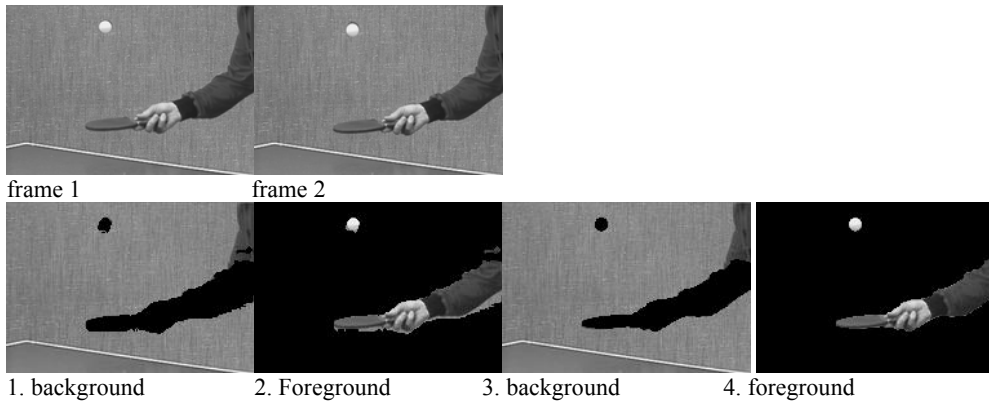 frame 1 frame 2
1. background 2. Foreground 3. background 4. foreground